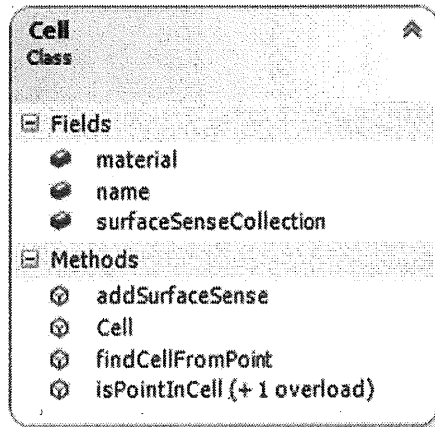 Cell
Class
Fields
material
name
surfaceSenseCollection
Methods
addSurfaceSense
Cell
findCellFromPoint
isPointInCell (+ 1 overload)